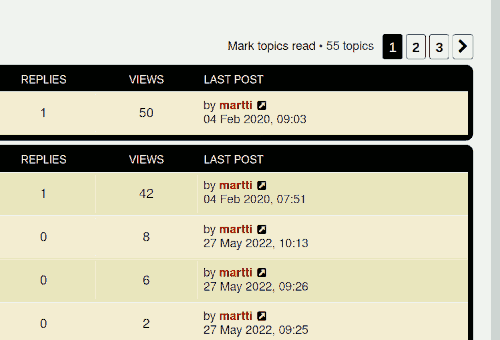 Mark topics read • 55 topics 1 2 3
REPLIES VIEWS LAST POST
1 50 by martti
04 Feb 2020, 09:03
REPLIES VIEWS LAST POST
1 42 by martti
04 Feb 2020, 07:51
0 8 by martti
27 May 2022, 10:13
0 6 by martti
27 May 2022, 09:26
0 2 by martti
27 May 2022, 09:25